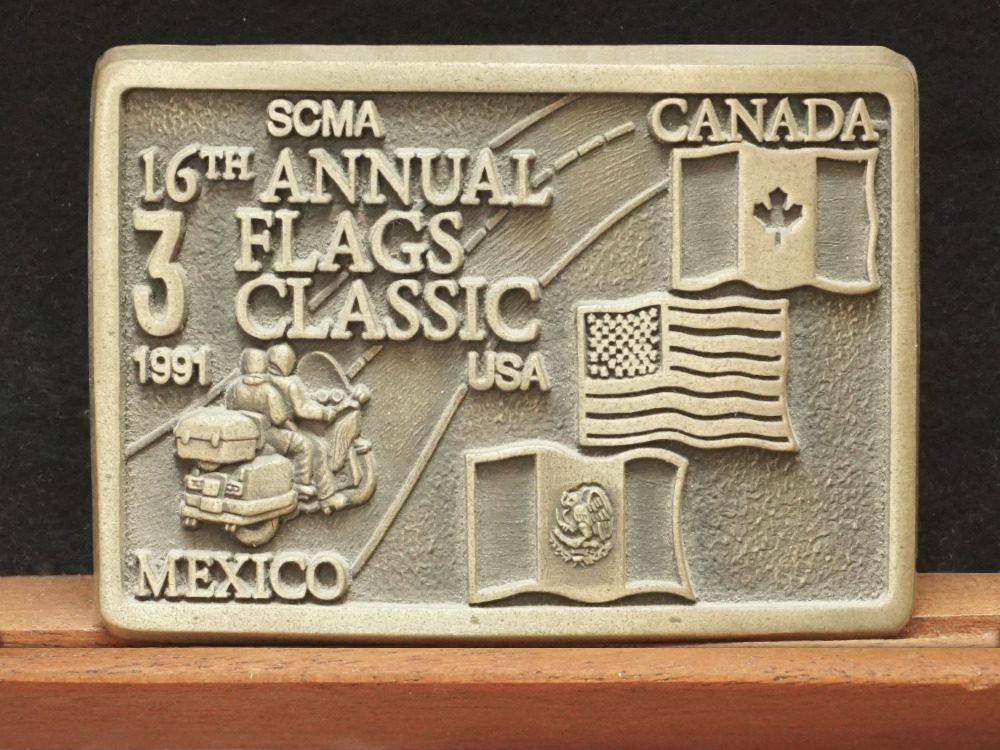 SCMA
CANADA
16TH ANNUAL
3 FLAGS
CLASSIC
1991
USA
MEXICO